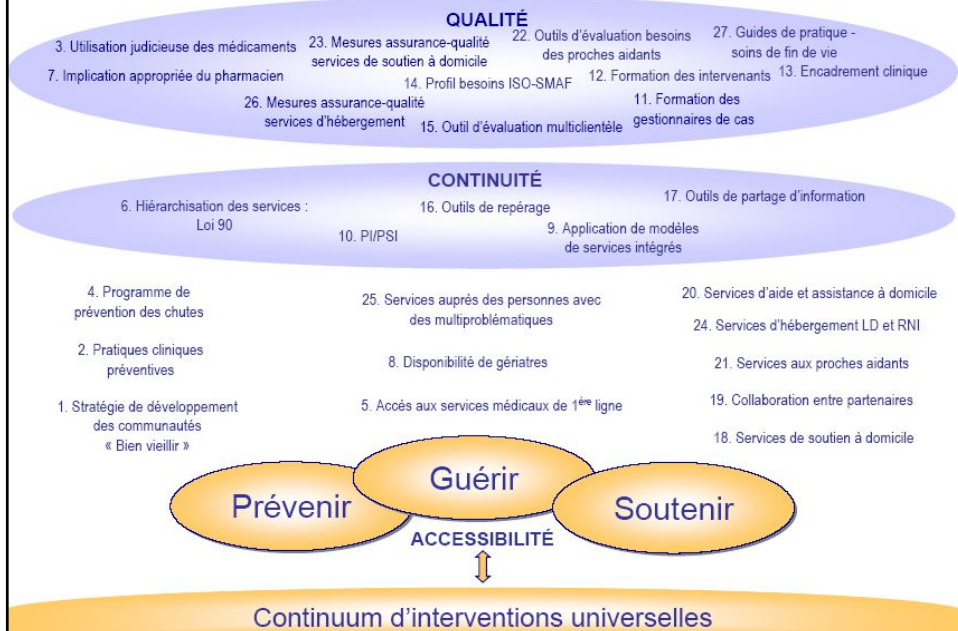 QUALITÉ
3. Utilisation judicieuse des médicaments
23. Mesures assurance-qualité
services de soutien à domicile
22. Outils d'évaluation besoins
des proches aidants
27. Guides de pratique -
soins de fin de vie
7. Implication appropriée du pharmacien
14. Profil besoins ISO-SMAF
12. Formation des intervenants
13. Encadrement clinique
26. Mesures assurance-qualité
services d'hébergement
15. Outil d'évaluation multiclientèle
11. Formation des
gestionnaires de cas
CONTINUITÉ
6. Hiérarchisation des services :
Loi 90
10. PI/PSI
16. Outils de repérage
9. Application de modèles
de services intégrés
17. Outils de partage d'information
4. Programme de
prévention des chutes
2. Pratiques cliniques
préventives
1. Stratégie de développement
des communautés
« Bien vieillir »
25. Services auprès des personnes avec
des multiproblématiques
8. Disponibilité de gériatres
5. Accès aux services médicaux de 1ère ligne
20. Services d'aide et assistance à domicile
24. Services d'hébergement LD et RNI
21. Services aux proches aidants
19. Collaboration entre partenaires
18. Services de soutien à domicile
Prévenir
Guérir
Soutenir
ACCESSIBILITÉ
Continuum d'interventions universelles